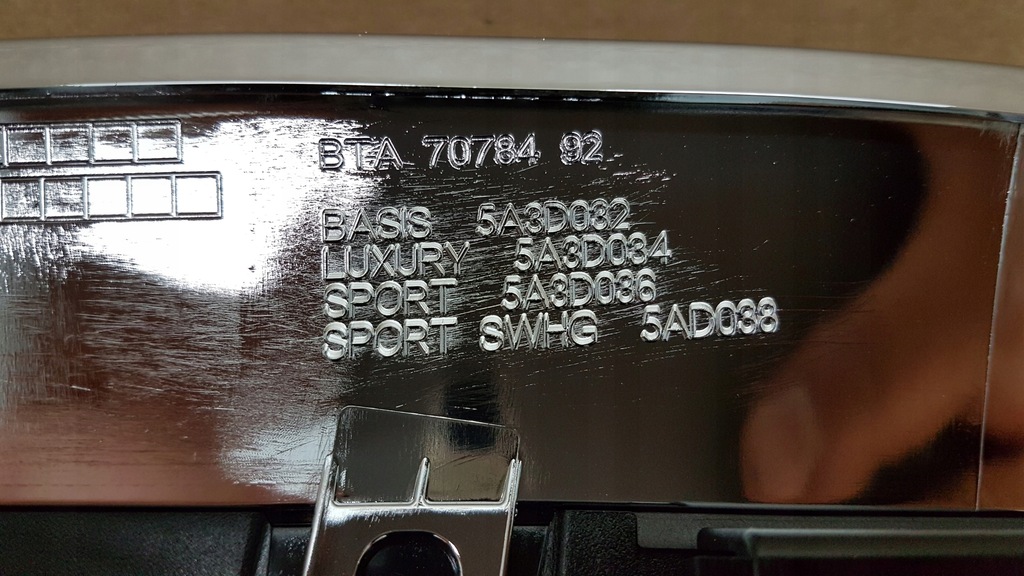 BTA 70784 92
BASIS 5A3D032
LUXURY 5A3D034
SPORT 5A3D036
SPORT SWHG 5AD038